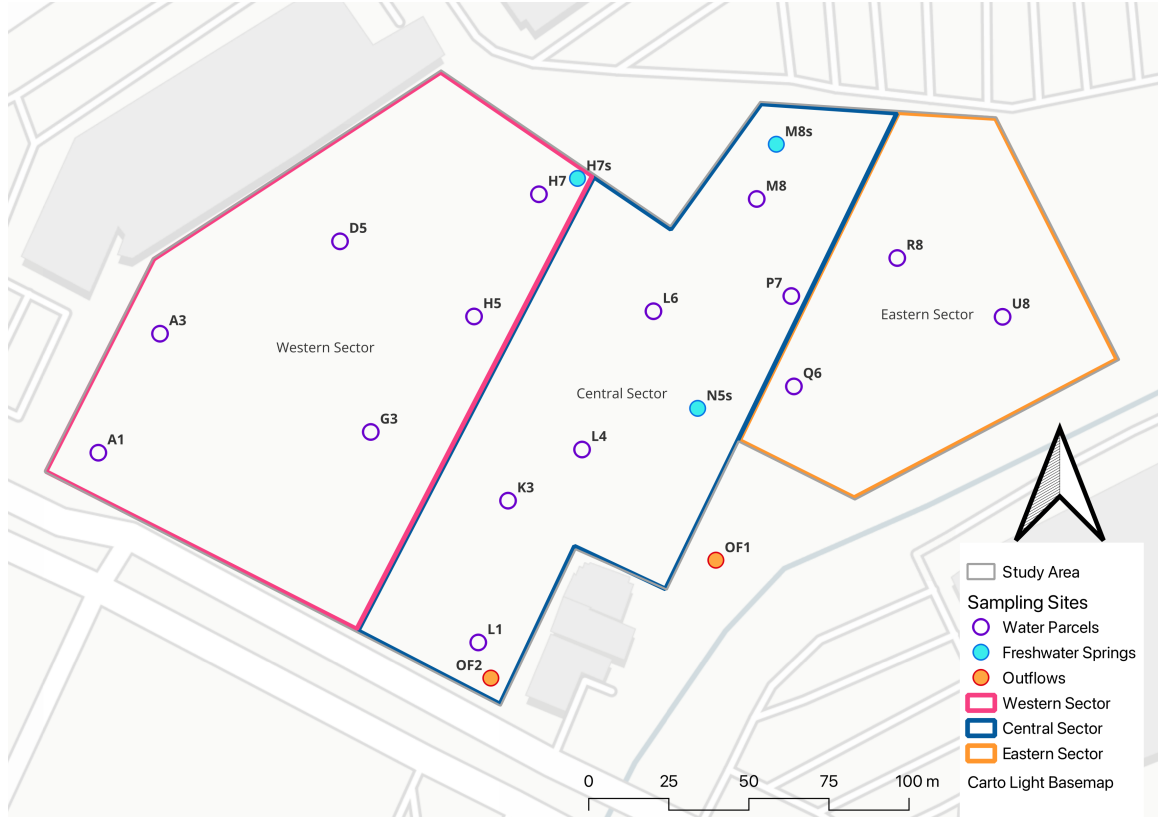 M8s
H7s
H7
M8
D5
R8
P7
L6
H5
Eastern Sector
U8
A3
Western Sector
Q6
Central Sector
N5s
G3
A1
L4
K3
OF1
L1
OF2
Study Area
Sampling Sites
Water Parcels
Freshwater Springs
Outflows
Western Sector
Central Sector
Eastern Sector
Carto Light Basemap
0 25 50 75 100 m